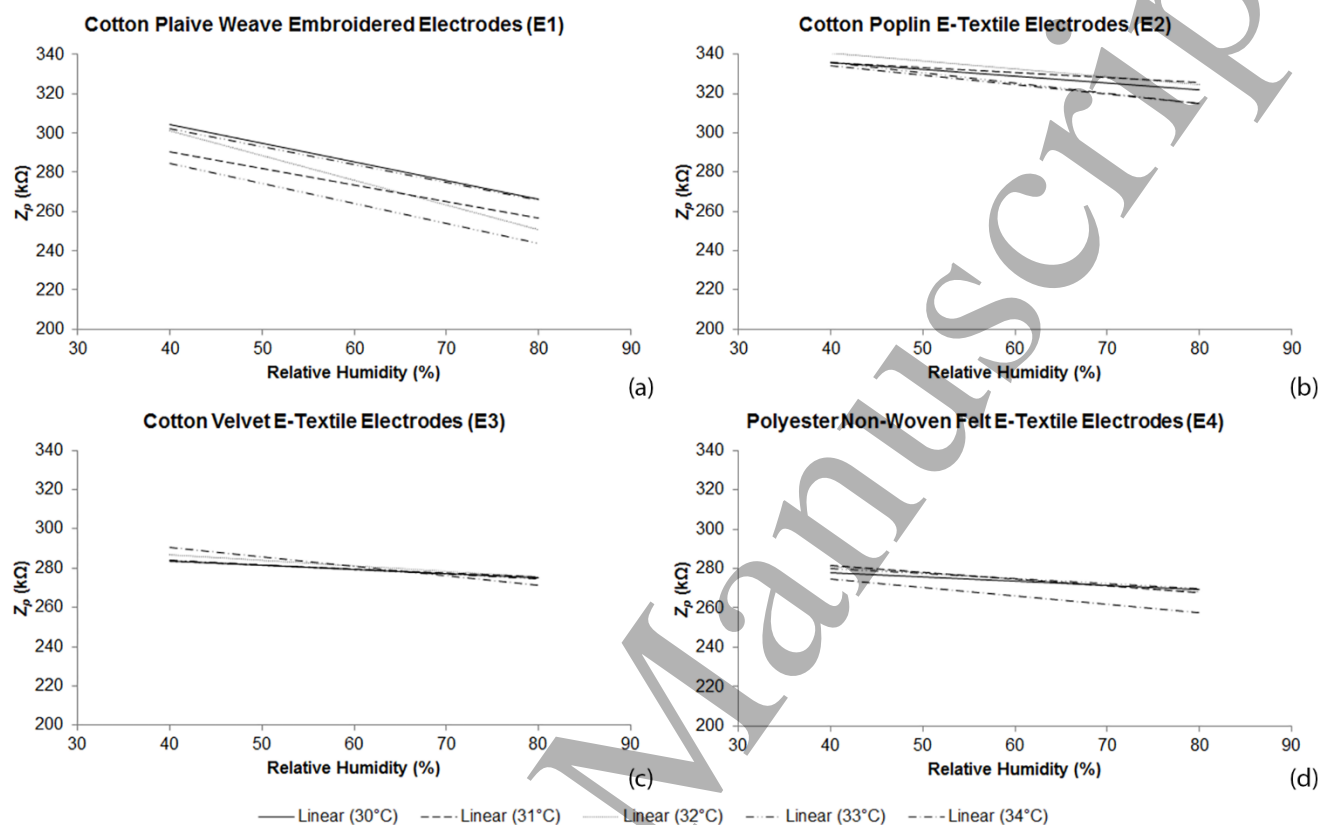 Cotton Plaive Weave Embroidered Electrodes (E1)
340
320
300
280
260
240
220
200
Zp (kΩ)
30 40 50 60 70 80 90
Relative Humidity (%)
(a)
Cotton Poplin E-Textile Electrodes (E2)
340
320
300
280
260
240
220
200
Zp (kΩ)
30 40 50 60 70 80 90
Relative Humidity (%)
(b)
Cotton Velvet E-Textile Electrodes (E3)
340
320
300
280
260
240
220
200
Zp (kΩ)
30 40 50 60 70 80 90
Relative Humidity (%)
(c)
Polyester Non-Woven Felt E-Textile Electrodes (E4)
340
320
300
280
260
240
220
200
Zp (kΩ)
30 40 50 60 70 80 90
Relative Humidity (%)
(d)
Linear (30°C) Linear (31°C) Linear (32°C) Linear (33°C) Linear (34°C)
Manuscrip